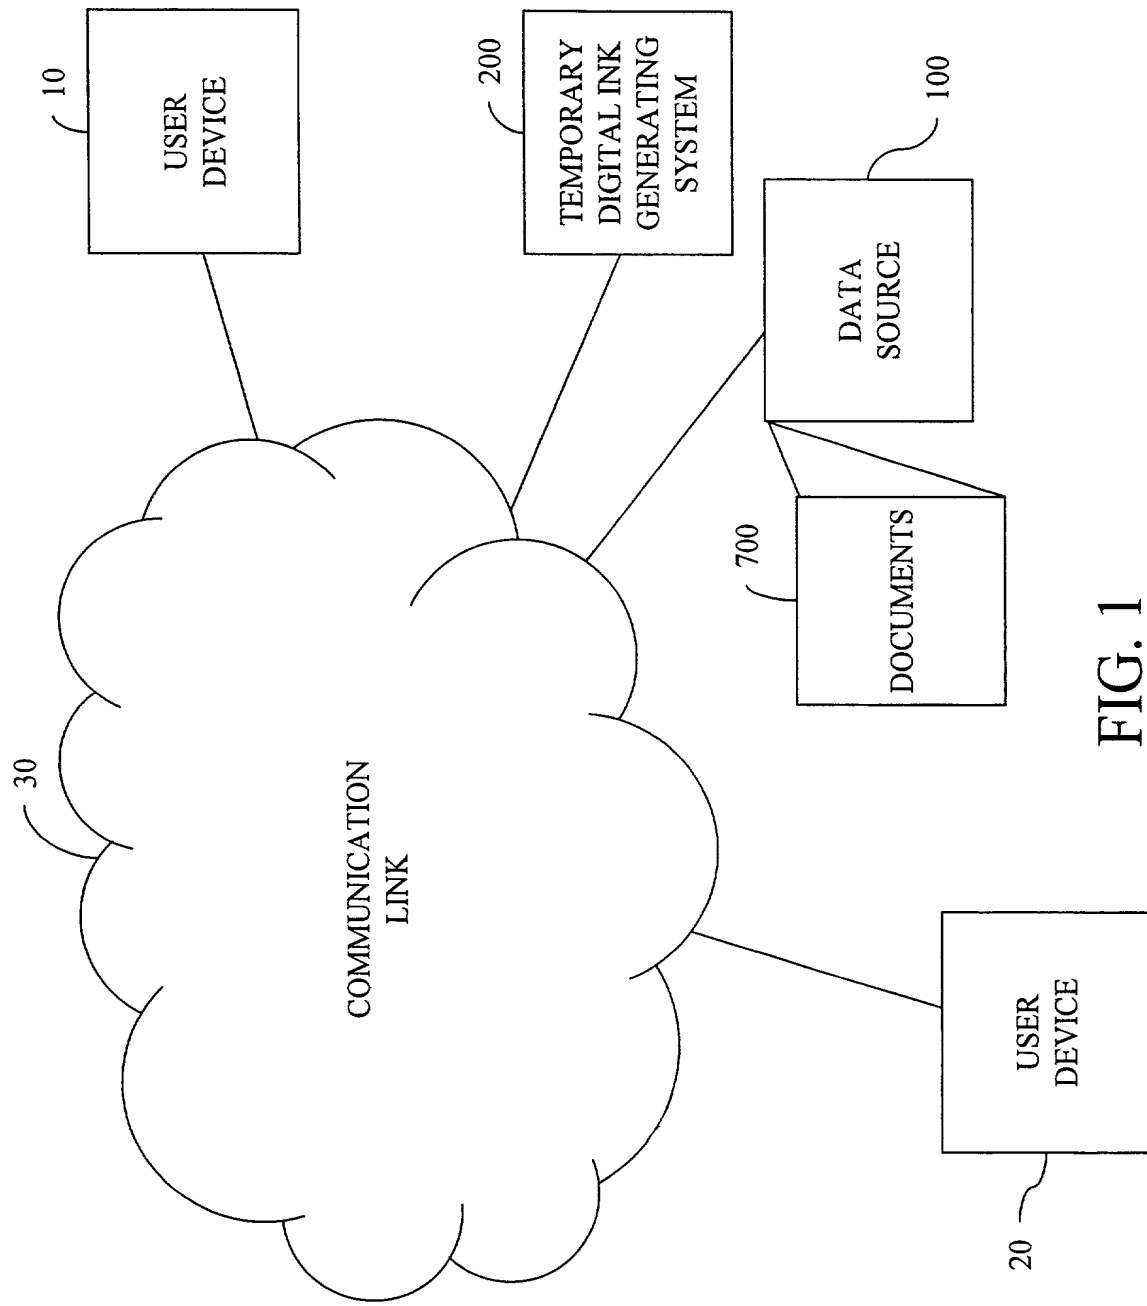 30
COMMUNICATION
LINK
10
USER
DEVICE
200
TEMPORARY
DIGITAL INK
GENERATING
SYSTEM
100
DATA
SOURCE
700
DOCUMENTS
20
USER
DEVICE
FIG. 1